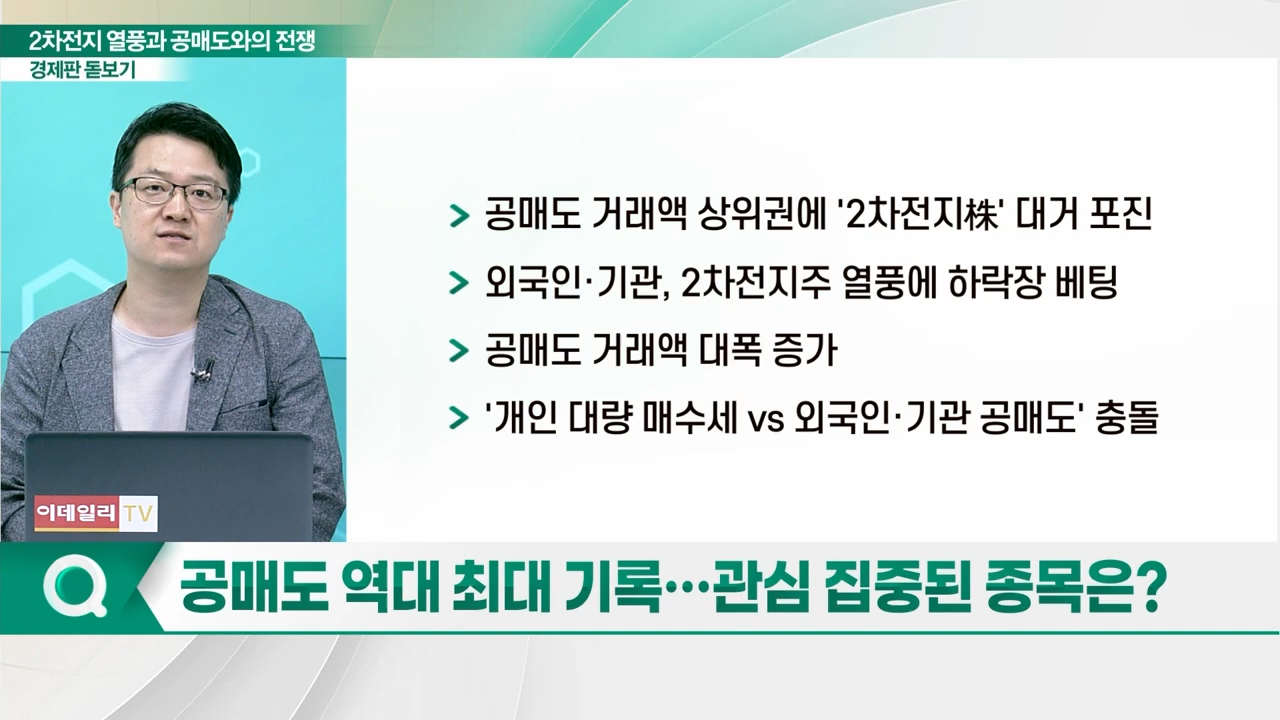 2차전지 열풍과 공매도와의 전쟁
경제판 돋보기
공매도 거래액 상위권에 '2차전지株' 대거 포진
외국인·기관, 2차전지주 열풍에 하락장 베팅
공매도 거래액 대폭 증가
'개인 대량 매수세 vs 외국인·기관 공매도' 충돌
이데일리 TV
공매도 역대 최대 기록…관심 집중된 종목은?